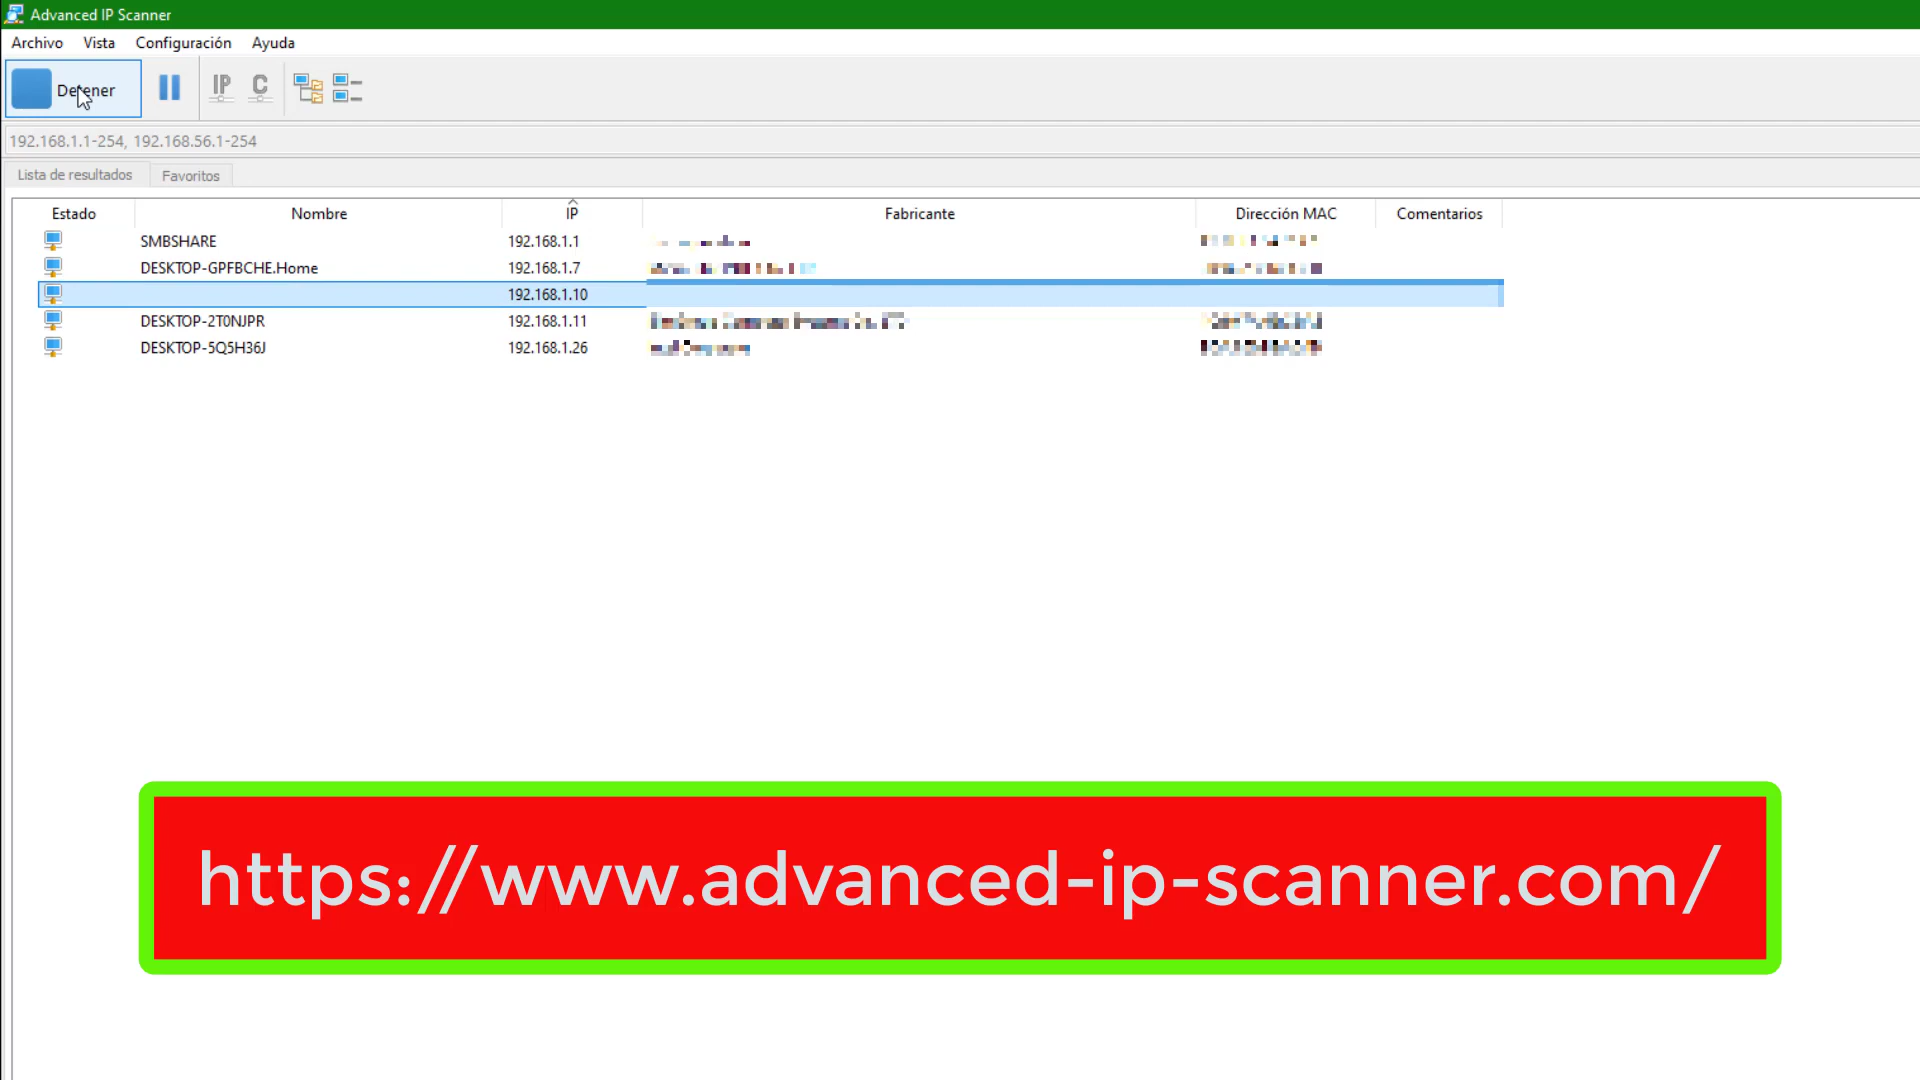 Advanced IP Scanner
Archivo Vista Configuración Ayuda
Detener IP C
192.168.1.1-254, 192.168.56.1-254
Lista de resultados Favoritos
Estado Nombre IP Fabricante Dirección MAC Comentarios
SMBSHARE 192.168.1.1
DESKTOP-GPFBCHE.Home 192.168.1.7
192.168.1.10
DESKTOP-2T0NJPR 192.168.1.11
DESKTOP-5Q5H36J 192.168.1.26
https://www.advanced-ip-scanner.com/